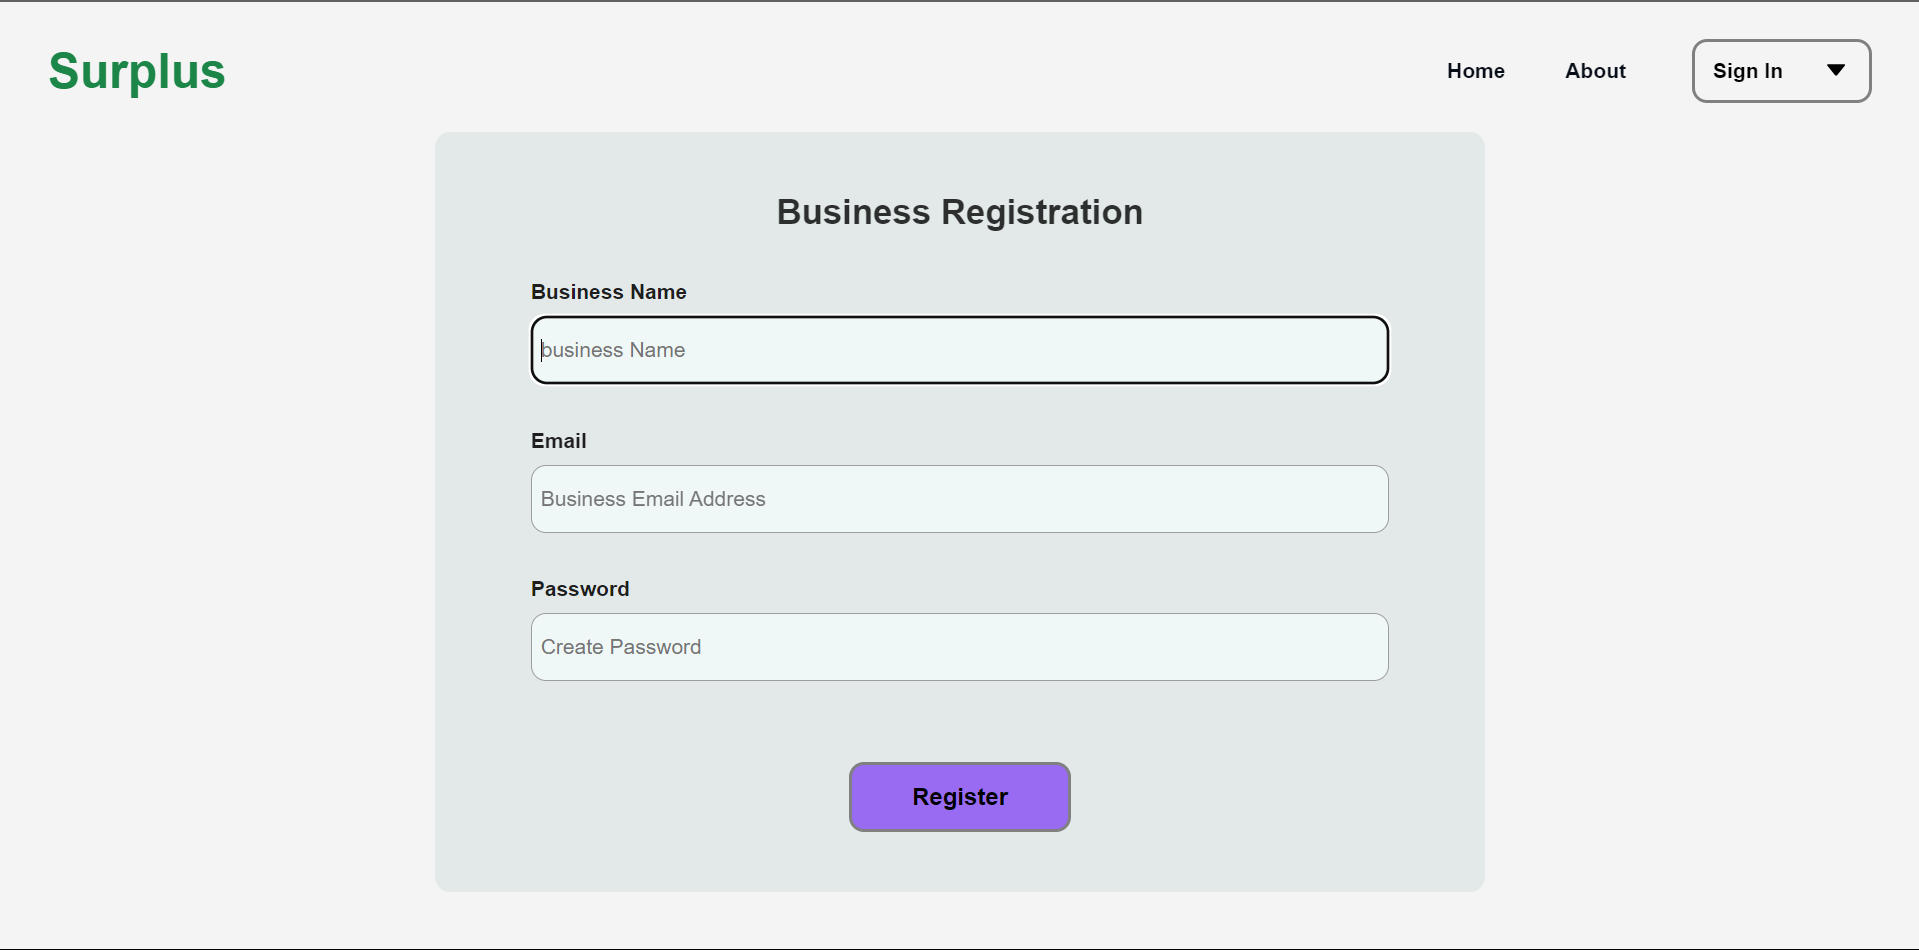 Surplus
Home About Sign In
Business Registration
Business Name
business Name
Email
Business Email Address
Password
Create Password
Register